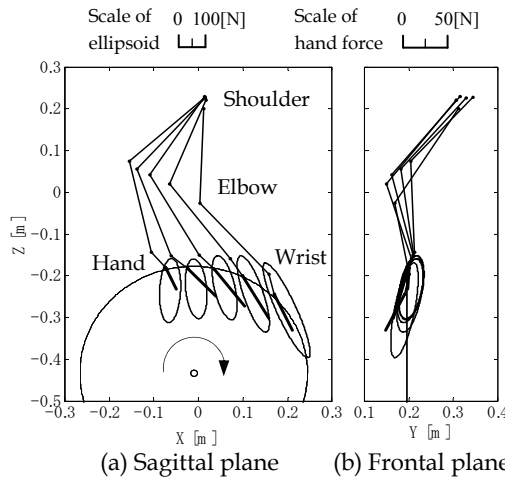 Scale of ellipsoid 0 100[N]
Scale of hand force 0 50[N]
0.3
0.2
0.1
0
-0.1
-0.2
-0.3
-0.4
-0.5
Z [m]
Shoulder
Elbow
Hand
Wrist
-0.3 -0.2 -0.1 0 0.1 0.2 0.3
X [m]
0.1 0.2 0.3 0.4
Y [m]
(a) Sagittal plane
(b) Frontal plane